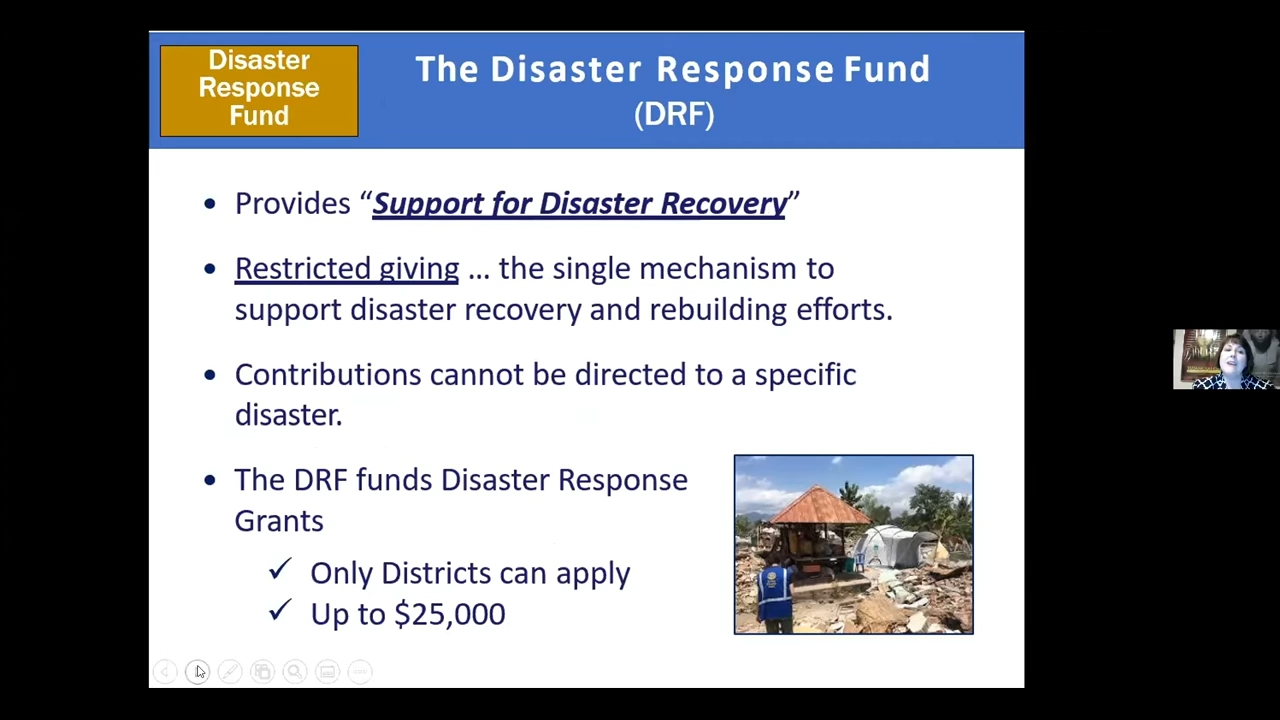 Disaster
Response
Fund
The Disaster Response Fund
(DRF)
• Provides “Support for Disaster Recovery”
• Restricted giving ... the single mechanism to
support disaster recovery and rebuilding efforts.
• Contributions cannot be directed to a specific
disaster.
• The DRF funds Disaster Response
Grants
✓ Only Districts can apply
✓ Up to $25,000